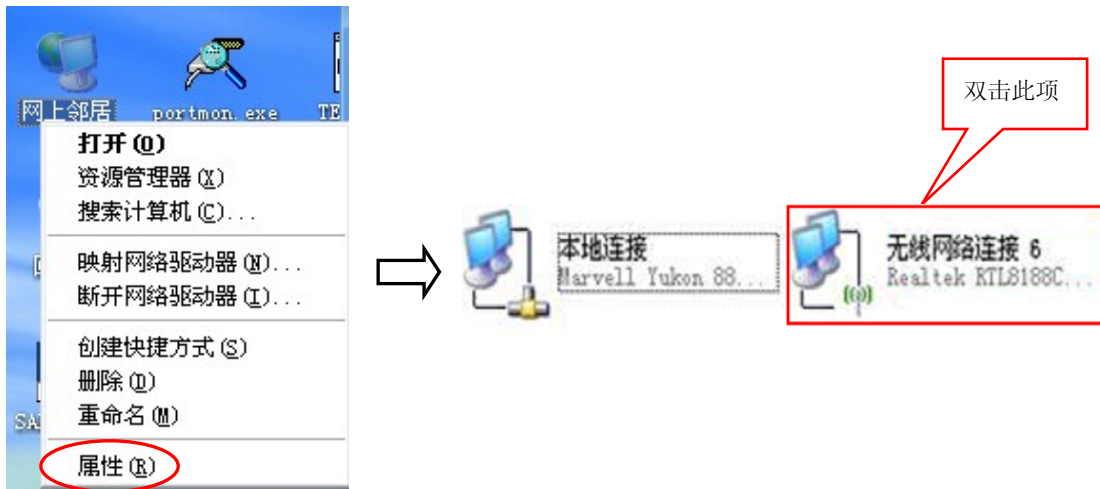 网上邻居
portmon.exe
TE
打开(O)
资源管理器(X)
搜索计算机(C)...
映射网络驱动器(N)...
断开网络驱动器(I)...
创建快捷方式(S)
删除(D)
重命名(M)
SA
属性(R)
双击此项
本地连接
Marvell Yukon 88...
无线网络连接 6
Realtek RTL8188C...